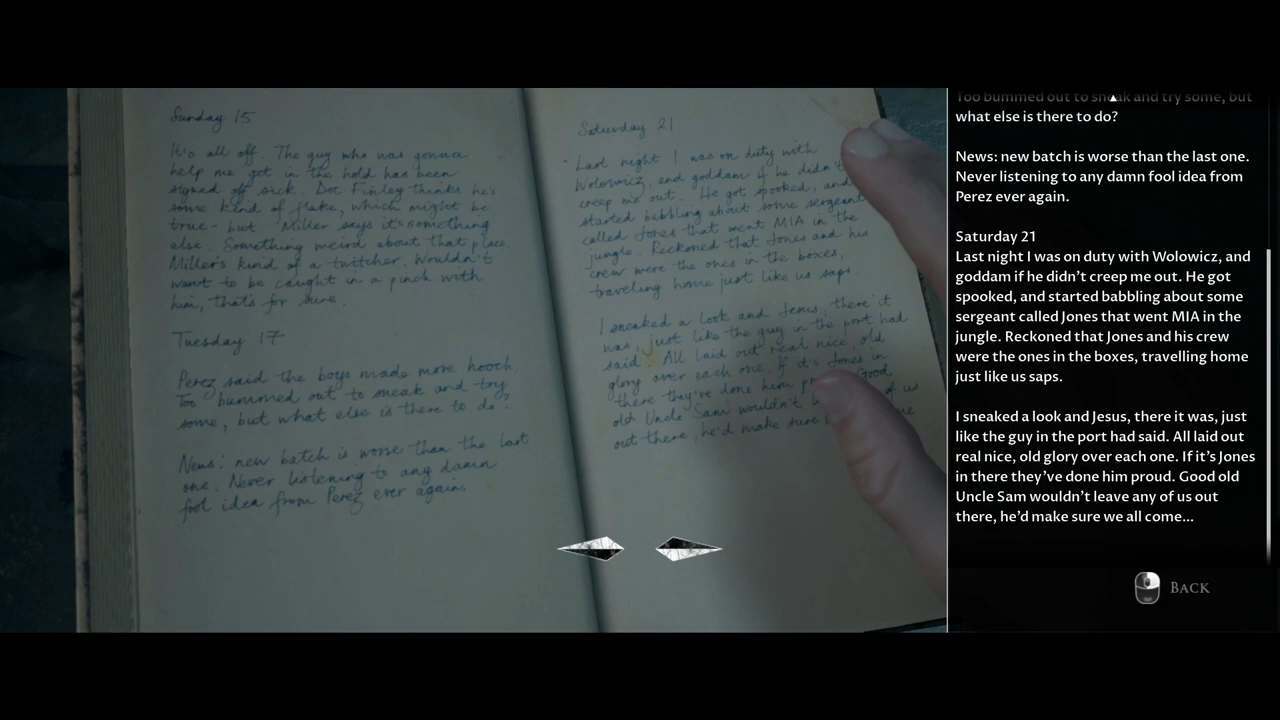 Sunday 15
It's all off. The guy who was gonna
help me get in the hold has been
signed off sick. Doc Finley thinks he's
some kind of flake, which might be
true - but Miller says it's something
else. Something weird about that place.
Miller's kind of a twitcher. Wouldn't
want to be caught in a pinch with
him, that's for sure.
Tuesday 17
Perez said the boys made more hooch.
Too bummed out to sneak and try
some, but what else is there to do?
News: new batch is worse than the last
one. Never listening to any damn
fool idea from Perez ever again.
Saturday 21
Last night I was on duty with
Wolowicz, and goddam if he didn't
creep me out. He got spooked, and
started babbling about some sergeant
called Jones that went MIA in the
jungle. Reckoned that Jones and his
crew were the ones in the boxes,
traveling home just like us saps.
I sneaked a look and Jesus, there it
was, just like the guy in the port had
said. All laid out real nice, old
glory over each one. If it's Jones in
there they've done him Good
old Uncle Sam wouldn't of us
out there, he'd make sure
Too bummed out to sneak and try some, but
what else is there to do?
News: new batch is worse than the last one.
Never listening to any damn fool idea from
Perez ever again.
Saturday 21
Last night I was on duty with Wolowicz, and
goddam if he didn't creep me out. He got
spooked, and started babbling about some
sergeant called Jones that went MIA in the
jungle. Reckoned that Jones and his crew
were the ones in the boxes, travelling home
just like us saps.
I sneaked a look and Jesus, there it was, just
like the guy in the port had said. All laid out
real nice, old glory over each one. If it's Jones
in there they've done him proud. Good old
Uncle Sam wouldn't leave any of us out
there, he'd make sure we all come...
BACK